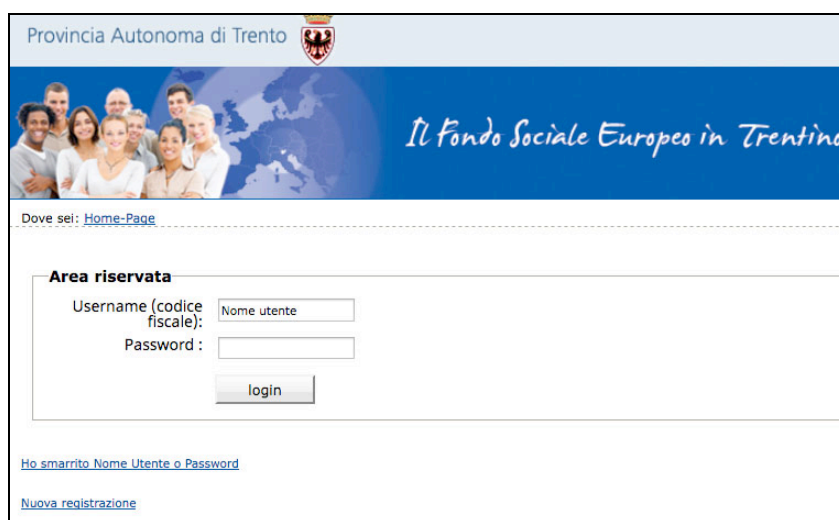 Provincia Autonoma di Trento
Il Fondo Sociale Europeo in Trentino
Dove sei: Home-Page
Area riservata
Username (codice
fiscale):
Nome utente
Password :
login
Ho smarrito Nome Utente o Password
Nuova registrazione